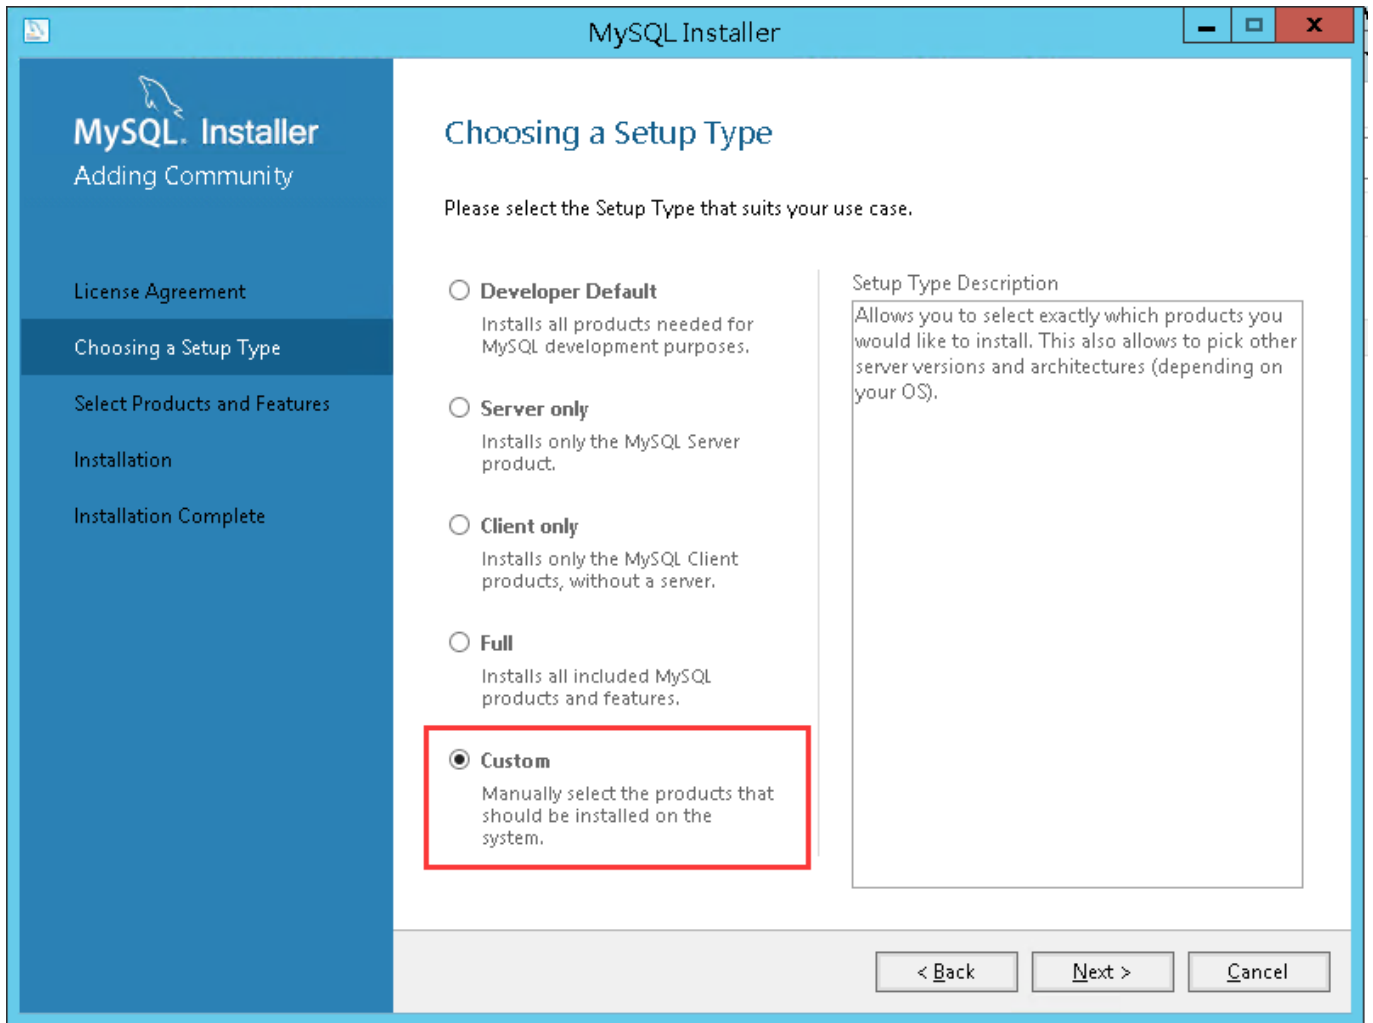 MySQL Installer
MySQL. Installer
Adding Community
License Agreement
Choosing a Setup Type
Select Products and Features
Installation
Installation Complete
Choosing a Setup Type
Please select the Setup Type that suits your use case.
Developer Default
Installs all products needed for
MySQL development purposes.
Server only
Installs only the MySQL Server
product.
Client only
Installs only the MySQL Client
products, without a server.
Full
Installs all included MySQL
products and features.
Custom
Manually select the products that
should be installed on the
system.
Setup Type Description
Allows you to select exactly which products you
would like to install. This also allows to pick other
server versions and architectures (depending on
your OS).
< Back
Next >
Cancel